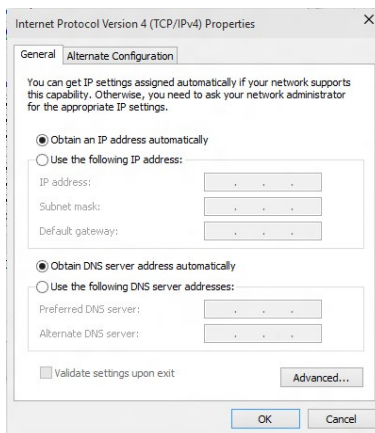 Internet Protocol Version 4 (TCP/IPv4) Properties
General
Alternate Configuration
You can get IP settings assigned automatically if your network supports
this capability. Otherwise, you need to ask your network administrator
for the appropriate IP settings.
Obtain an IP address automatically
Use the following IP address:
IP address:
Subnet mask:
Default gateway:
Obtain DNS server address automatically
Use the following DNS server addresses:
Preferred DNS server:
Alternate DNS server:
Validate settings upon exit
Advanced...
OK
Cancel